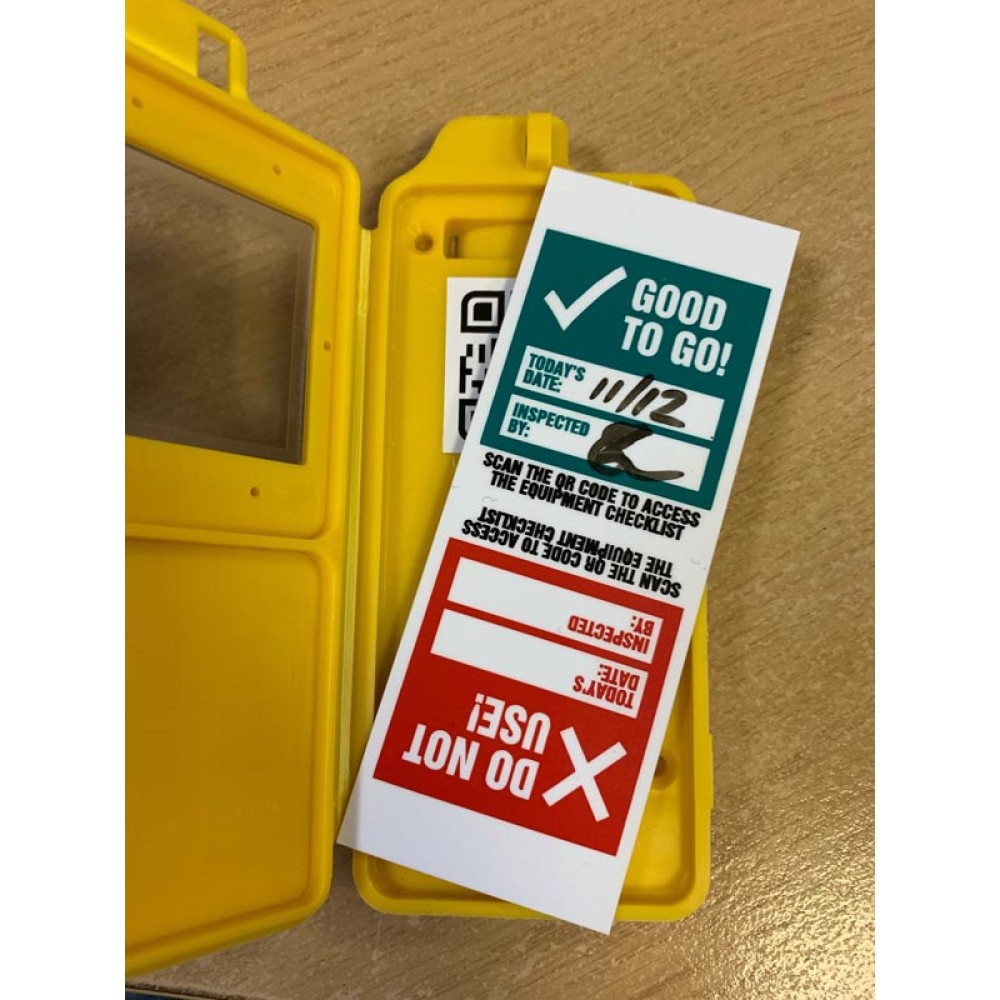 GOOD
TO GO!
TODAY'S
DATE: 11/12
INSPECTED
BY:
SCAN THE QR CODE TO ACCESS
THE EQUIPMENT CHECKLIST
SCAN THE QR CODE TO ACCESS
THE EQUIPMENT CHECKLIST
INSPECTED
BY:
TODAY'S
DATE:
DO NOT
USE!